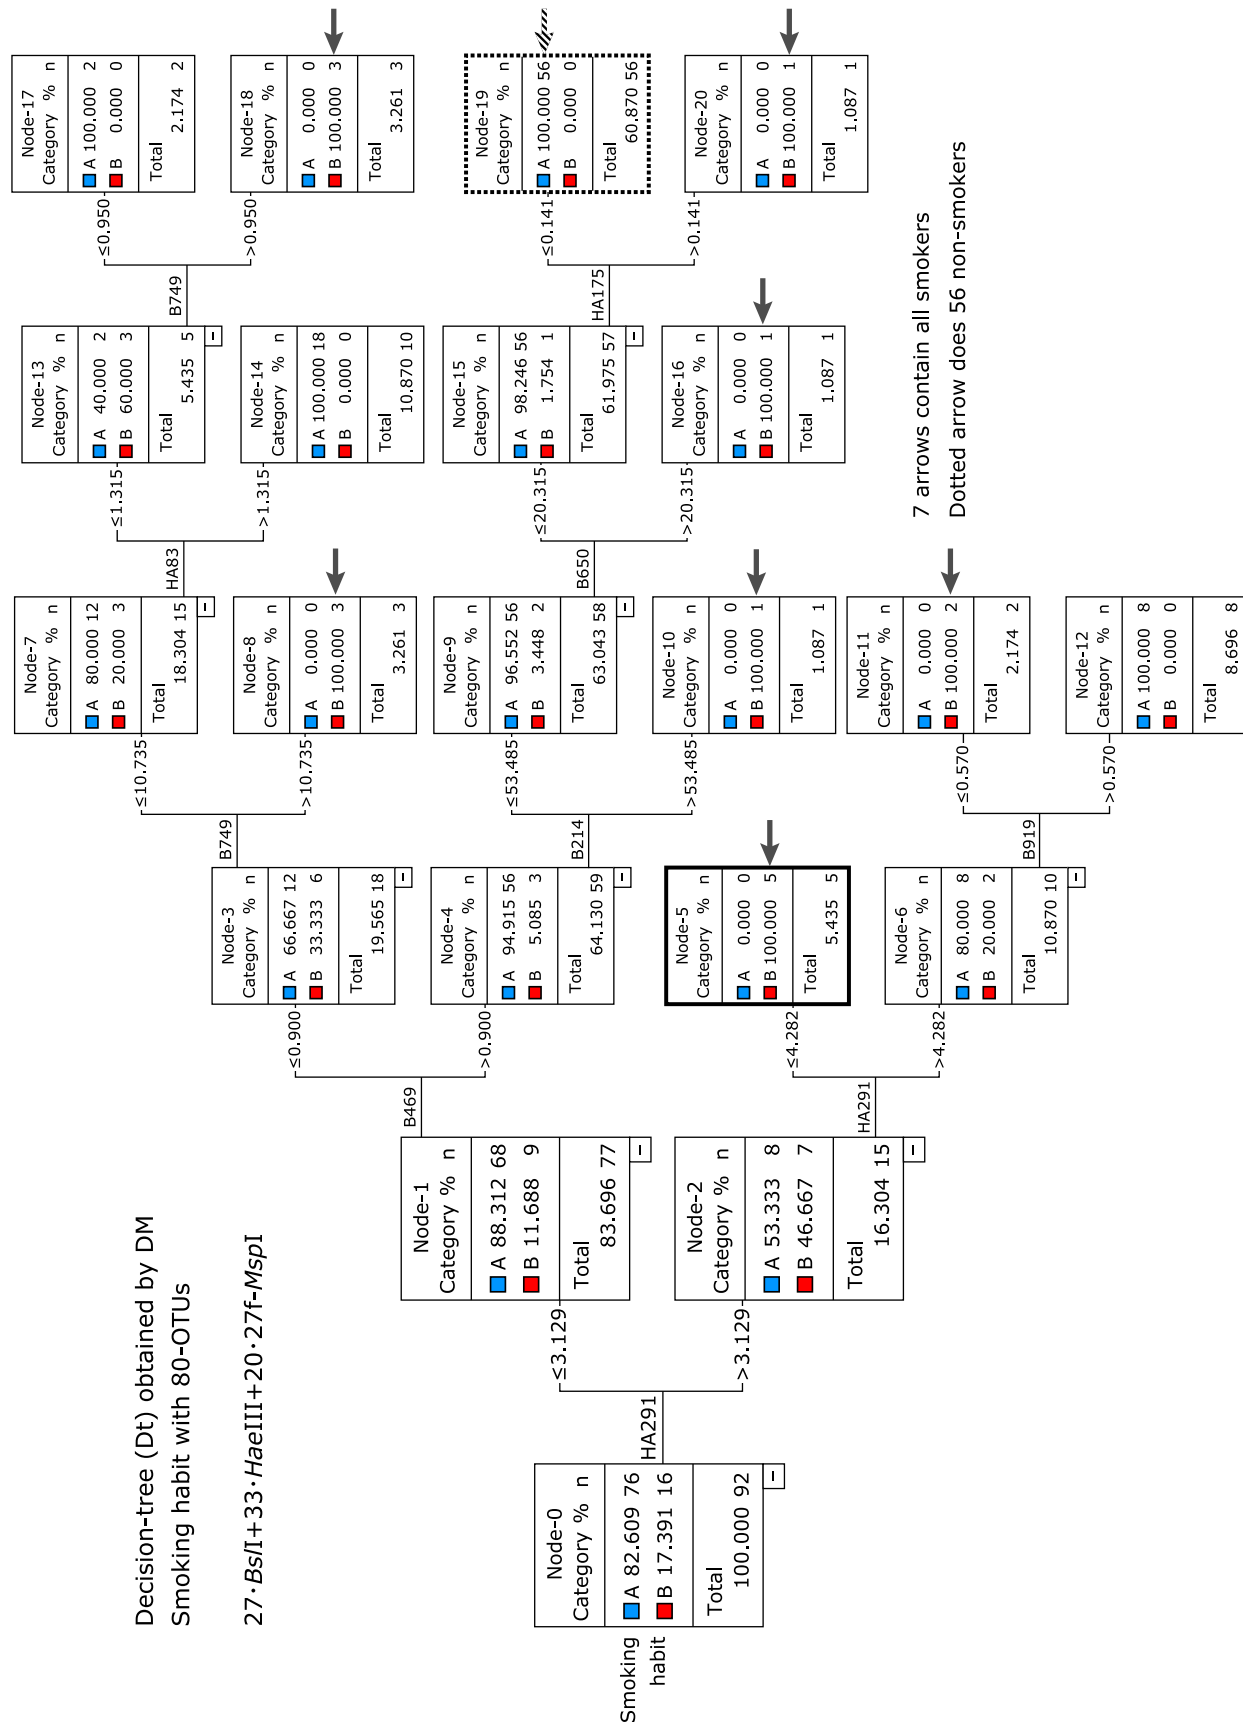 Decision-tree (Dt) obtained by DM
Smoking habit with 80-OTUs
27·BslI+33·HaeIII+20·27f-MspI
Smoking
habit
Node-0
Category % n
A 82.609 76
B 17.391 16
Total
100.000 92
-
HA291
≤3.129
>3.129
Node-1
Category % n
A 88.312 68
B 11.688 9
Total
83.696 77
-
Node-2
Category % n
A 53.333 8
B 46.667 7
Total
16.304 15
-
B469
≤0.900
>0.900
HA291
≤4.282
>4.282
Node-3
Category % n
A 66.667 12
B 33.333 6
Total
19.565 18
-
Node-4
Category % n
A 94.915 56
B 5.085 3
Total
64.130 59
-
Node-5
Category % n
A 0.000 0
B 100.000 5
Total
5.435 5
Node-6
Category % n
A 80.000 8
B 20.000 2
Total
10.870 10
-
B749
≤10.735
>10.735
B214
≤53.485
>53.485
B919
≤0.570
>0.570
Node-7
Category % n
A 80.000 12
B 20.000 3
Total
18.304 15
-
Node-8
Category % n
A 0.000 0
B 100.000 3
Total
3.261 3
Node-9
Category % n
A 96.552 56
B 3.448 2
Total
63.043 58
-
Node-10
Category % n
A 0.000 0
B 100.000 1
Total
1.087 1
Node-11
Category % n
A 0.000 0
B 100.000 2
Total
2.174 2
Node-12
Category % n
A 100.000 8
B 0.000 0
Total
8.696 8
HA83
≤1.315
>1.315
B650
≤20.315
>20.315
Node-13
Category % n
A 40.000 2
B 60.000 3
Total
5.435 5
-
Node-14
Category % n
A 100.000 18
B 0.000 0
Total
10.870 10
Node-15
Category % n
A 98.246 56
B 1.754 1
Total
61.975 57
-
Node-16
Category % n
A 0.000 0
B 100.000 1
Total
1.087 1
B749
≤0.950
>0.950
HA175
≤0.141
>0.141
Node-17
Category % n
A 100.000 2
B 0.000 0
Total
2.174 2
Node-18
Category % n
A 0.000 0
B 100.000 3
Total
3.261 3
Node-19
Category % n
A 100.000 56
B 0.000 0
Total
60.870 56
Node-20
Category % n
A 0.000 0
B 100.000 1
Total
1.087 1
7 arrows contain all smokers
Dotted arrow does 56 non-smokers